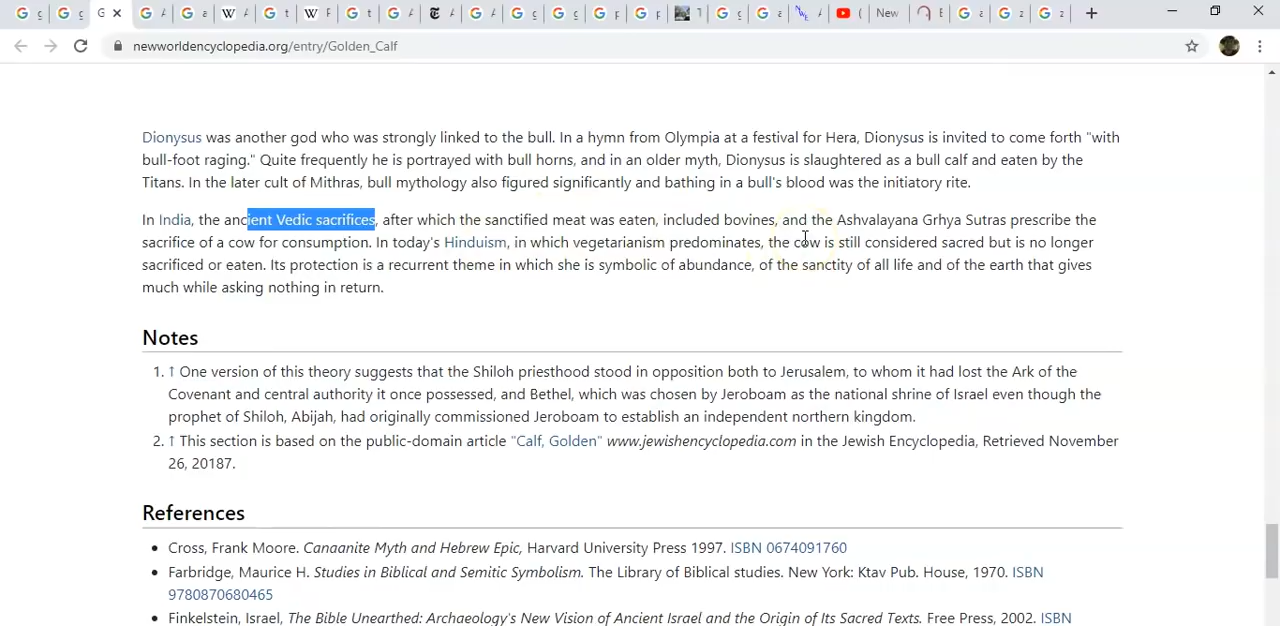 newworldencyclopedia.org/entry/Golden_Calf
Dionysus was another god who was strongly linked to the bull. In a hymn from Olympia at a festival for Hera, Dionysus is invited to come forth "with
bull-foot raging." Quite frequently he is portrayed with bull horns, and in an older myth, Dionysus is slaughtered as a bull calf and eaten by the
Titans. In the later cult of Mithras, bull mythology also figured significantly and bathing in a bull's blood was the initiatory rite.
In India, the ancient Vedic sacrifices, after which the sanctified meat was eaten, included bovines, and the Ashvalayana Grhya Sutras prescribe the
sacrifice of a cow for consumption. In today's Hinduism, in which vegetarianism predominates, the cow is still considered sacred but is no longer
sacrificed or eaten. Its protection is a recurrent theme in which she is symbolic of abundance, of the sanctity of all life and of the earth that gives
much while asking nothing in return.
Notes
1. ↑ One version of this theory suggests that the Shiloh priesthood stood in opposition both to Jerusalem, to whom it had lost the Ark of the
Covenant and central authority it once possessed, and Bethel, which was chosen by Jeroboam as the national shrine of Israel even though the
prophet of Shiloh, Abijah, had originally commissioned Jeroboam to establish an independent northern kingdom.
2. ↑ This section is based on the public-domain article "Calf, Golden" www.jewishencyclopedia.com in the Jewish Encyclopedia, Retrieved November
26, 20187.
References
• Cross, Frank Moore. Canaanite Myth and Hebrew Epic, Harvard University Press 1997. ISBN 0674091760
• Farbridge, Maurice H. Studies in Biblical and Semitic Symbolism. The Library of Biblical studies. New York: Ktav Pub. House, 1970. ISBN
9780870680465
• Finkelstein, Israel, The Bible Unearthed: Archaeology's New Vision of Ancient Israel and the Origin of Its Sacred Texts. Free Press, 2002. ISBN